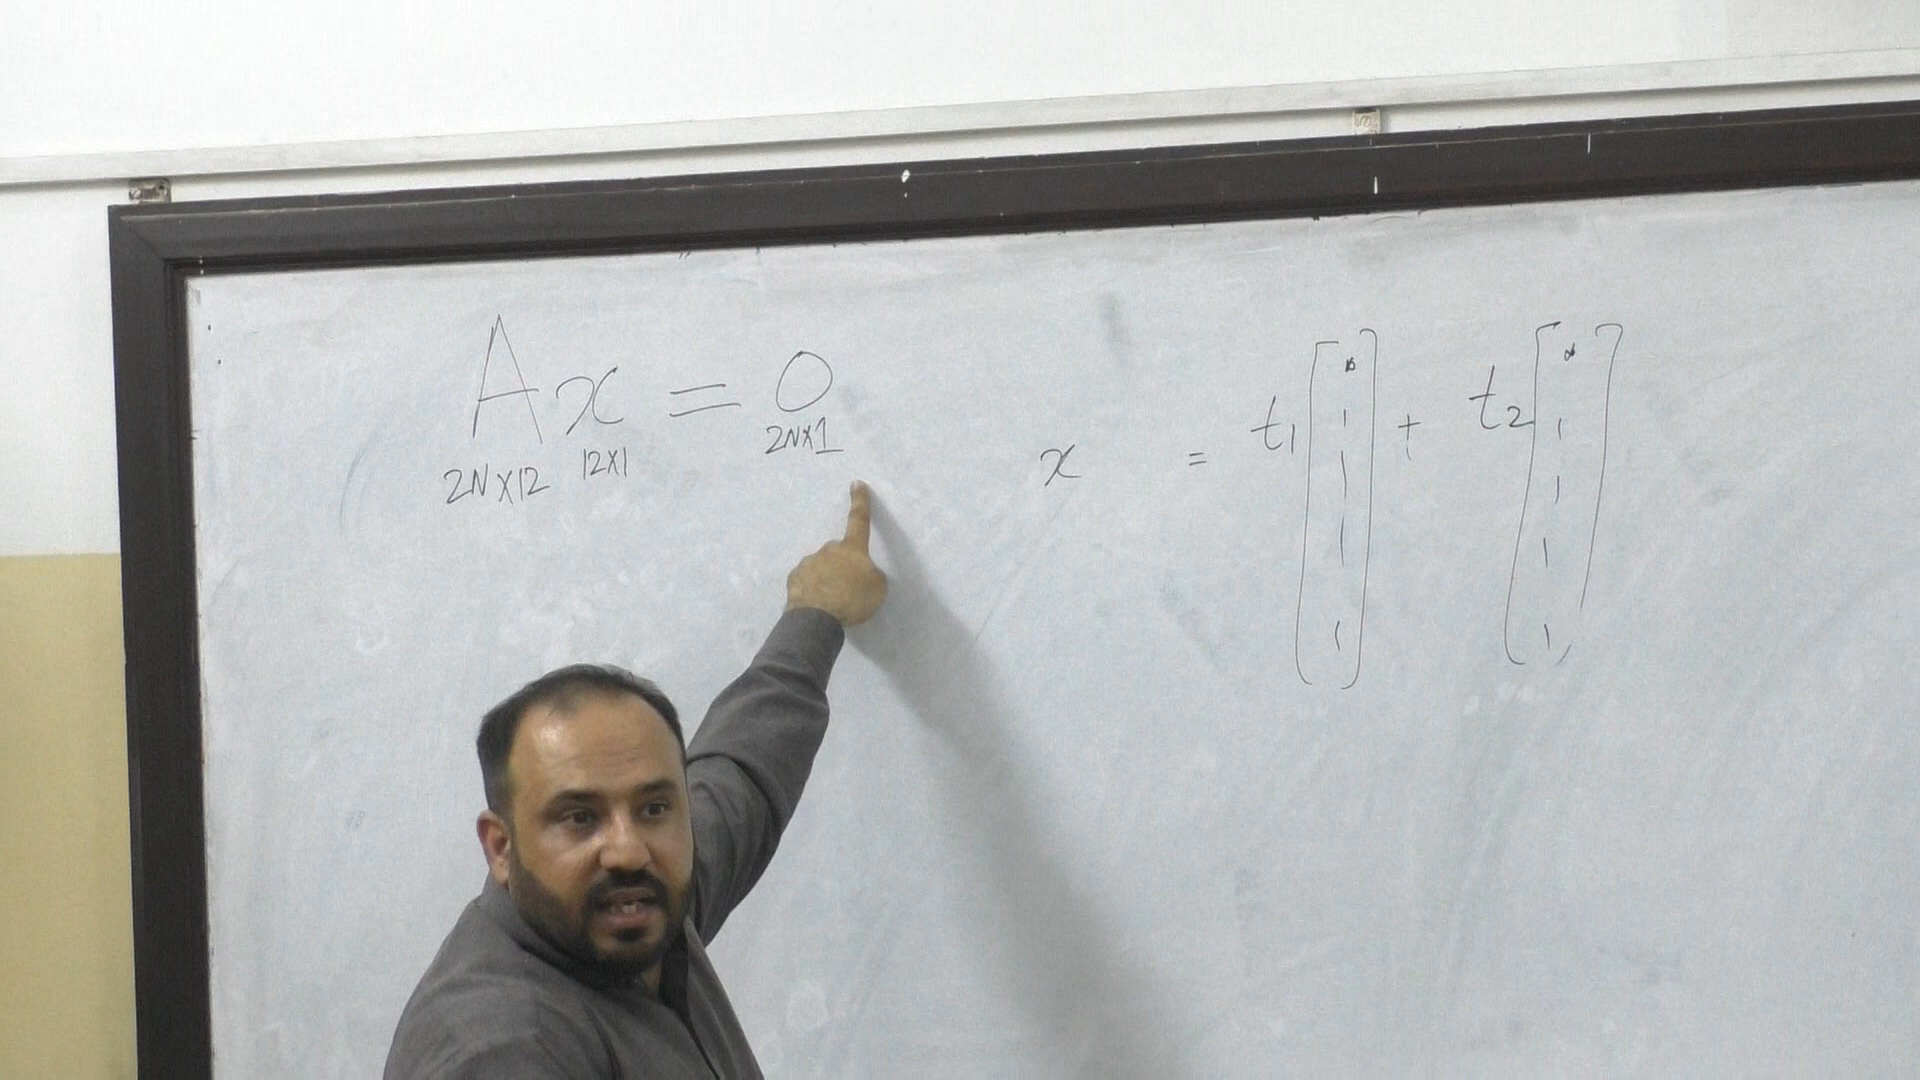 Ax = 0
2N×12 12×1 2N×1
x = t1 [ ] + t2 [ ]